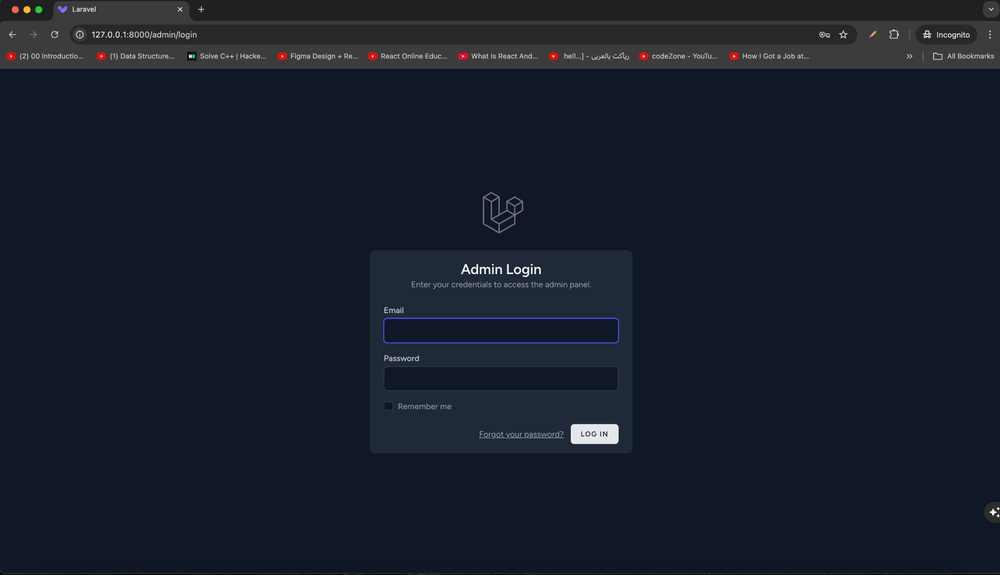 Laravel
127.0.0.1:8000/admin/login
Incognito
(2) 00 Introductio...
(1) Data Structure...
Solve C++ | Hacke...
Figma Design + Re...
React Online Educ...
What Is React And...
hell...] - رياكت بالعربى
codeZone - YouTu...
How I Got a Job at...
All Bookmarks
Admin Login
Enter your credentials to access the admin panel.
Email
Password
Remember me
Forgot your password?
LOG IN